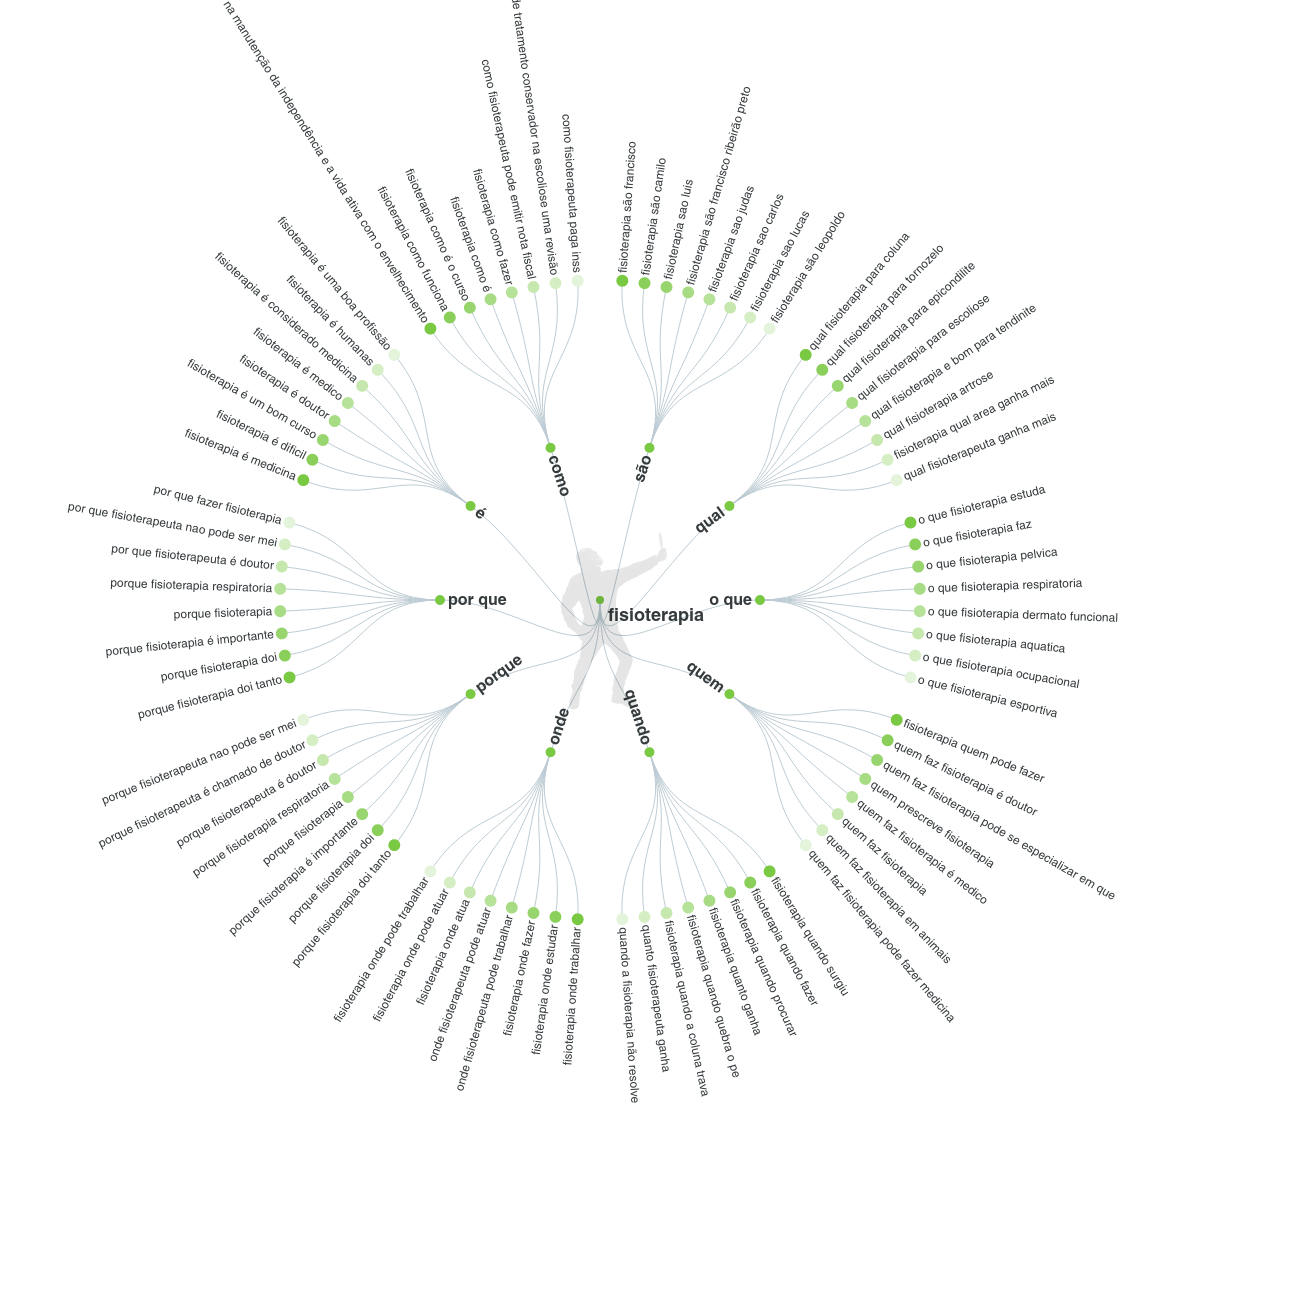 fisioterapia
são
fisioterapia são francisco
fisioterapia são camilo
fisioterapia sao luis
fisioterapia são francisco ribeirão preto
fisioterapia sao judas
fisioterapia sao carlos
fisioterapia sao lucas
fisioterapia são leopoldo
qual
qual fisioterapia para coluna
qual fisioterapia para tornozelo
qual fisioterapia para epicondilite
qual fisioterapia para escoliose
qual fisioterapia e bom para tendinite
qual fisioterapia artrose
fisioterapia qual area ganha mais
qual fisioterapeuta ganha mais
o que
o que fisioterapia estuda
o que fisioterapia faz
o que fisioterapia pelvica
o que fisioterapia respiratoria
o que fisioterapia dermato funcional
o que fisioterapia aquatica
o que fisioterapia ocupacional
o que fisioterapia esportiva
quem
fisioterapia quem pode fazer
quem faz fisioterapia é doutor
quem faz fisioterapia pode se especializar em que
quem prescreve fisioterapia
quem faz fisioterapia é medico
quem faz fisioterapia
quem faz fisioterapia em animais
quem faz fisioterapia pode fazer medicina
quando
fisioterapia quando surgiu
fisioterapia quando fazer
fisioterapia quando procurar
fisioterapia quanto ganha
fisioterapia quando quebra o pe
fisioterapia quando a coluna trava
quanto fisioterapeuta ganha
quando a fisioterapia não resolve
onde
fisioterapia onde trabalhar
fisioterapia onde estudar
fisioterapia onde fazer
onde fisioterapeuta pode trabalhar
onde fisioterapeuta pode atuar
fisioterapia onde atua
fisioterapia onde pode atuar
fisioterapia onde pode trabalhar
porque
porque fisioterapia doi tanto
porque fisioterapia doi
porque fisioterapia é importante
porque fisioterapia
porque fisioterapia respiratoria
porque fisioterapeuta é doutor
porque fisioterapeuta é chamado de doutor
porque fisioterapeuta nao pode ser mei
por que
porque fisioterapia doi tanto
porque fisioterapia doi
porque fisioterapia é importante
porque fisioterapia
porque fisioterapia respiratoria
por que fisioterapeuta é doutor
por que fisioterapeuta nao pode ser mei
por que fazer fisioterapia
é
fisioterapia é medicina
fisioterapia é dificil
fisioterapia é um bom curso
fisioterapia é doutor
fisioterapia é medico
fisioterapia é considerado medicina
fisioterapia é humanas
fisioterapia é uma boa profissão
como
na manutenção da independência e a vida ativa com o envelhecimento
fisioterapia como funciona
fisioterapia como é o curso
fisioterapia como é
fisioterapia como fazer
como fisioterapeuta pode emitir nota fiscal
de tratamento conservador na escoliose uma revisão
como fisioterapeuta paga inss